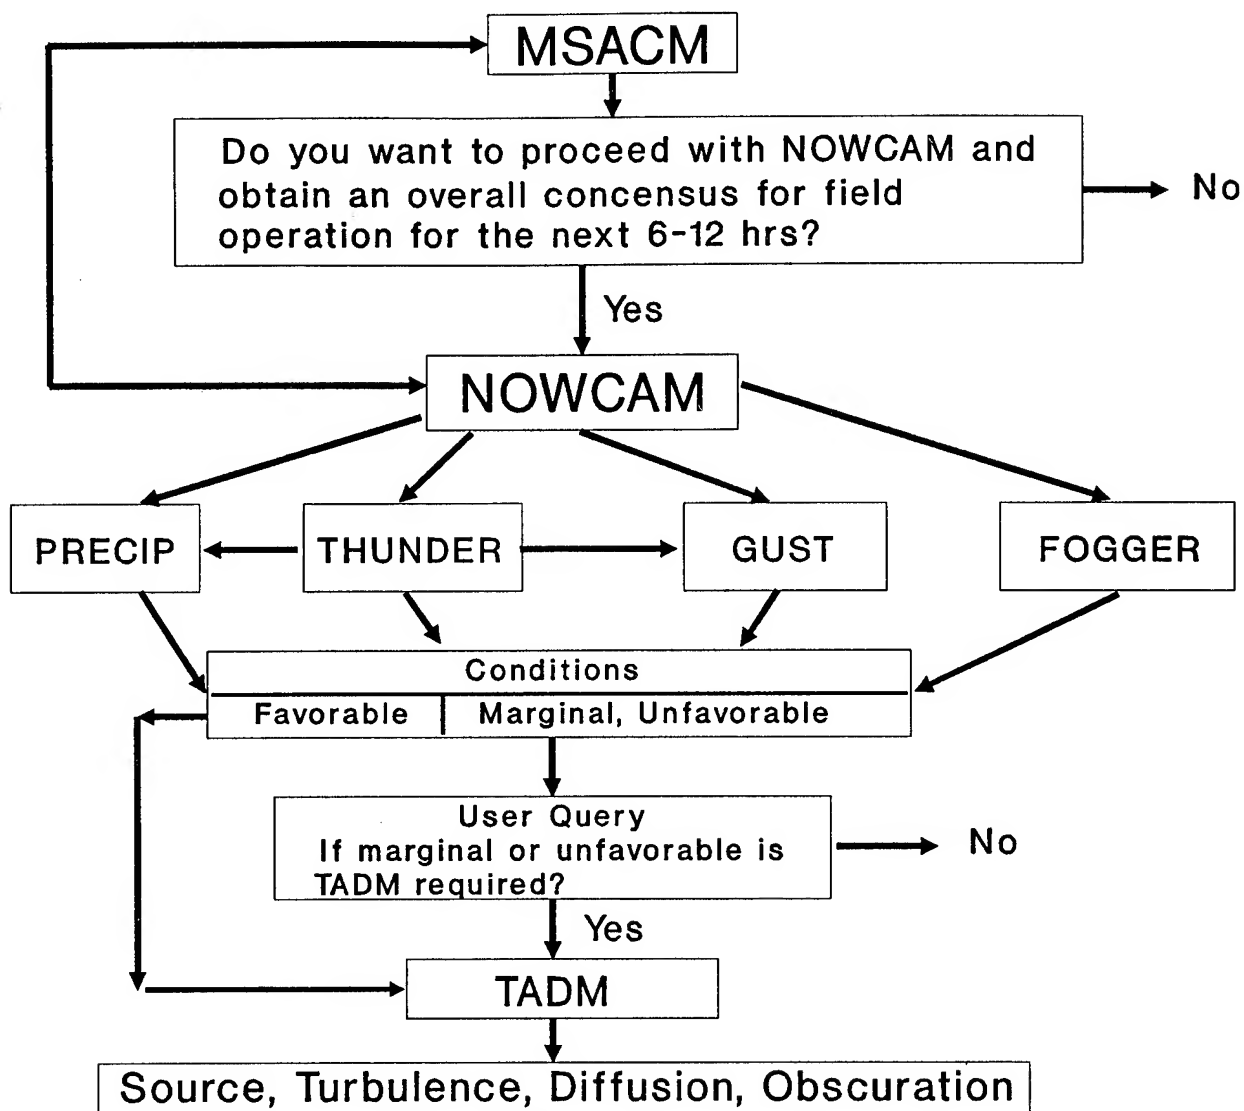 MSACM
Do you want to proceed with NOWCAM and
obtain an overall concensus for field
operation for the next 6-12 hrs?
No
Yes
NOWCAM
PRECIP
THUNDER
GUST
FOGGER
Conditions
Favorable
Marginal, Unfavorable
User Query
If marginal or unfavorable is
TADM required?
No
Yes
TADM
Source, Turbulence, Diffusion, Obscuration